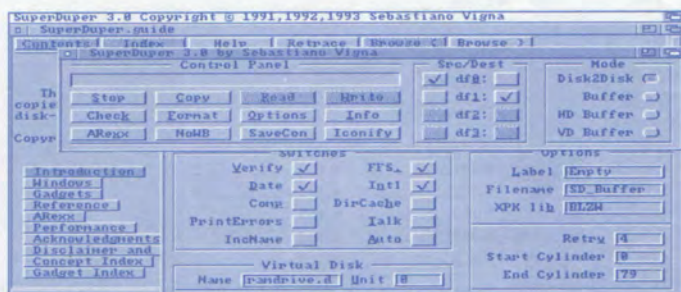 SuperDuper 3.0 Copyright © 1991,1992,1993 Sebastiano Vigna
SuperDuper.guide
Contents Index Help Retrace Browse < Browse >
SuperDuper 3.0 by Sebastiano Vigna
Control Panel
Stop Copy Read Write
Check Format Options Info
ARexx NoWB SaveCon Iconify
Src/Dest
df0:
df1:
df2:
df3:
Mode
Disk2Disk
Buffer
HD Buffer
VD Buffer
Th
copie
disk-
Copyr
Introduction
Windows
Gadgets
Reference
ARexx
Performance
Acknowledgments
Disclaimer and
Concept Index
Gadget Index
Switches
Verify FFS
Date Intl
Comp DirCache
PrintErrors Talk
IncName Auto
Virtual Disk
Name ramdrive.d Unit 0
Options
Label Empty
Filename SD_Buffer
XPK lib BLZW
Retry 4
Start Cylinder 0
End Cylinder 79